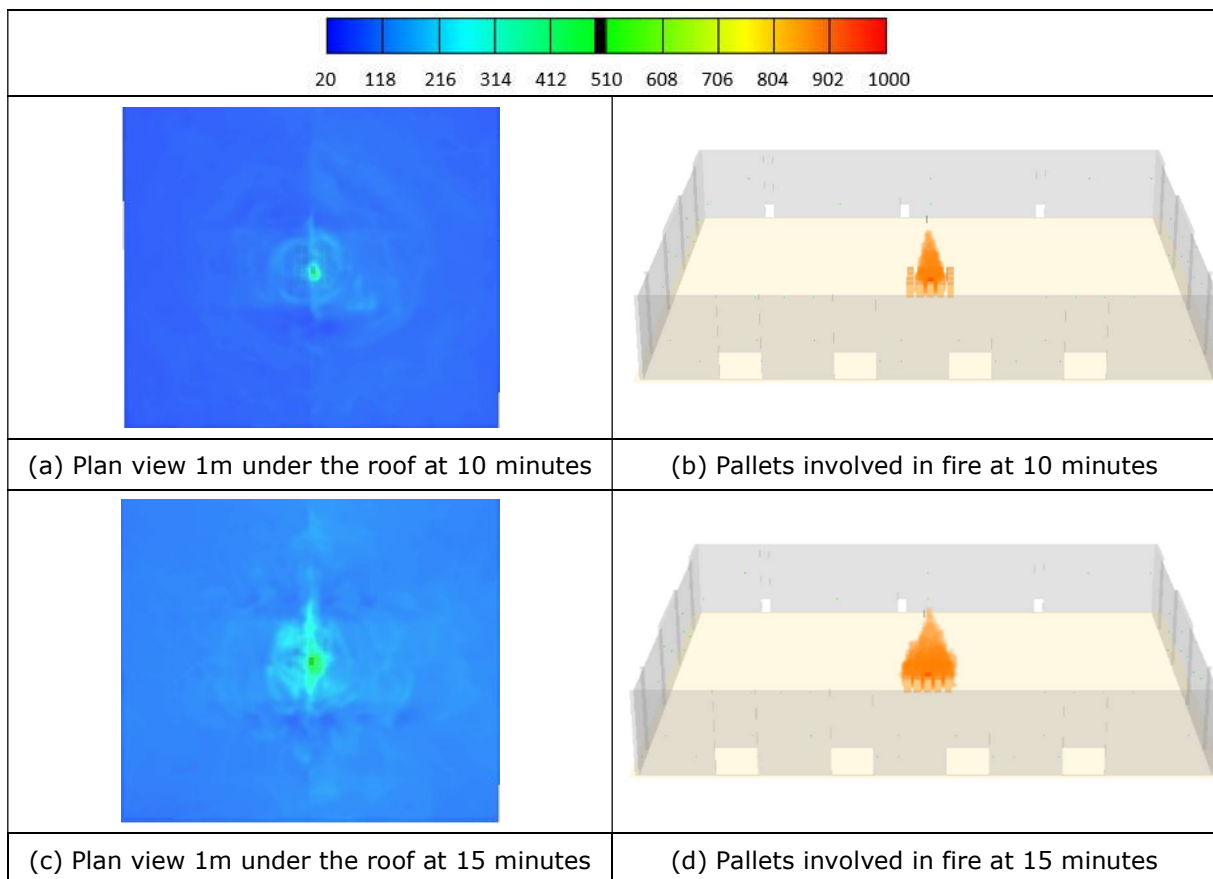 20 118 216 314 412 510 608 706 804 902 1000
(a) Plan view 1m under the roof at 10 minutes
(b) Pallets involved in fire at 10 minutes
(c) Plan view 1m under the roof at 15 minutes
(d) Pallets involved in fire at 15 minutes